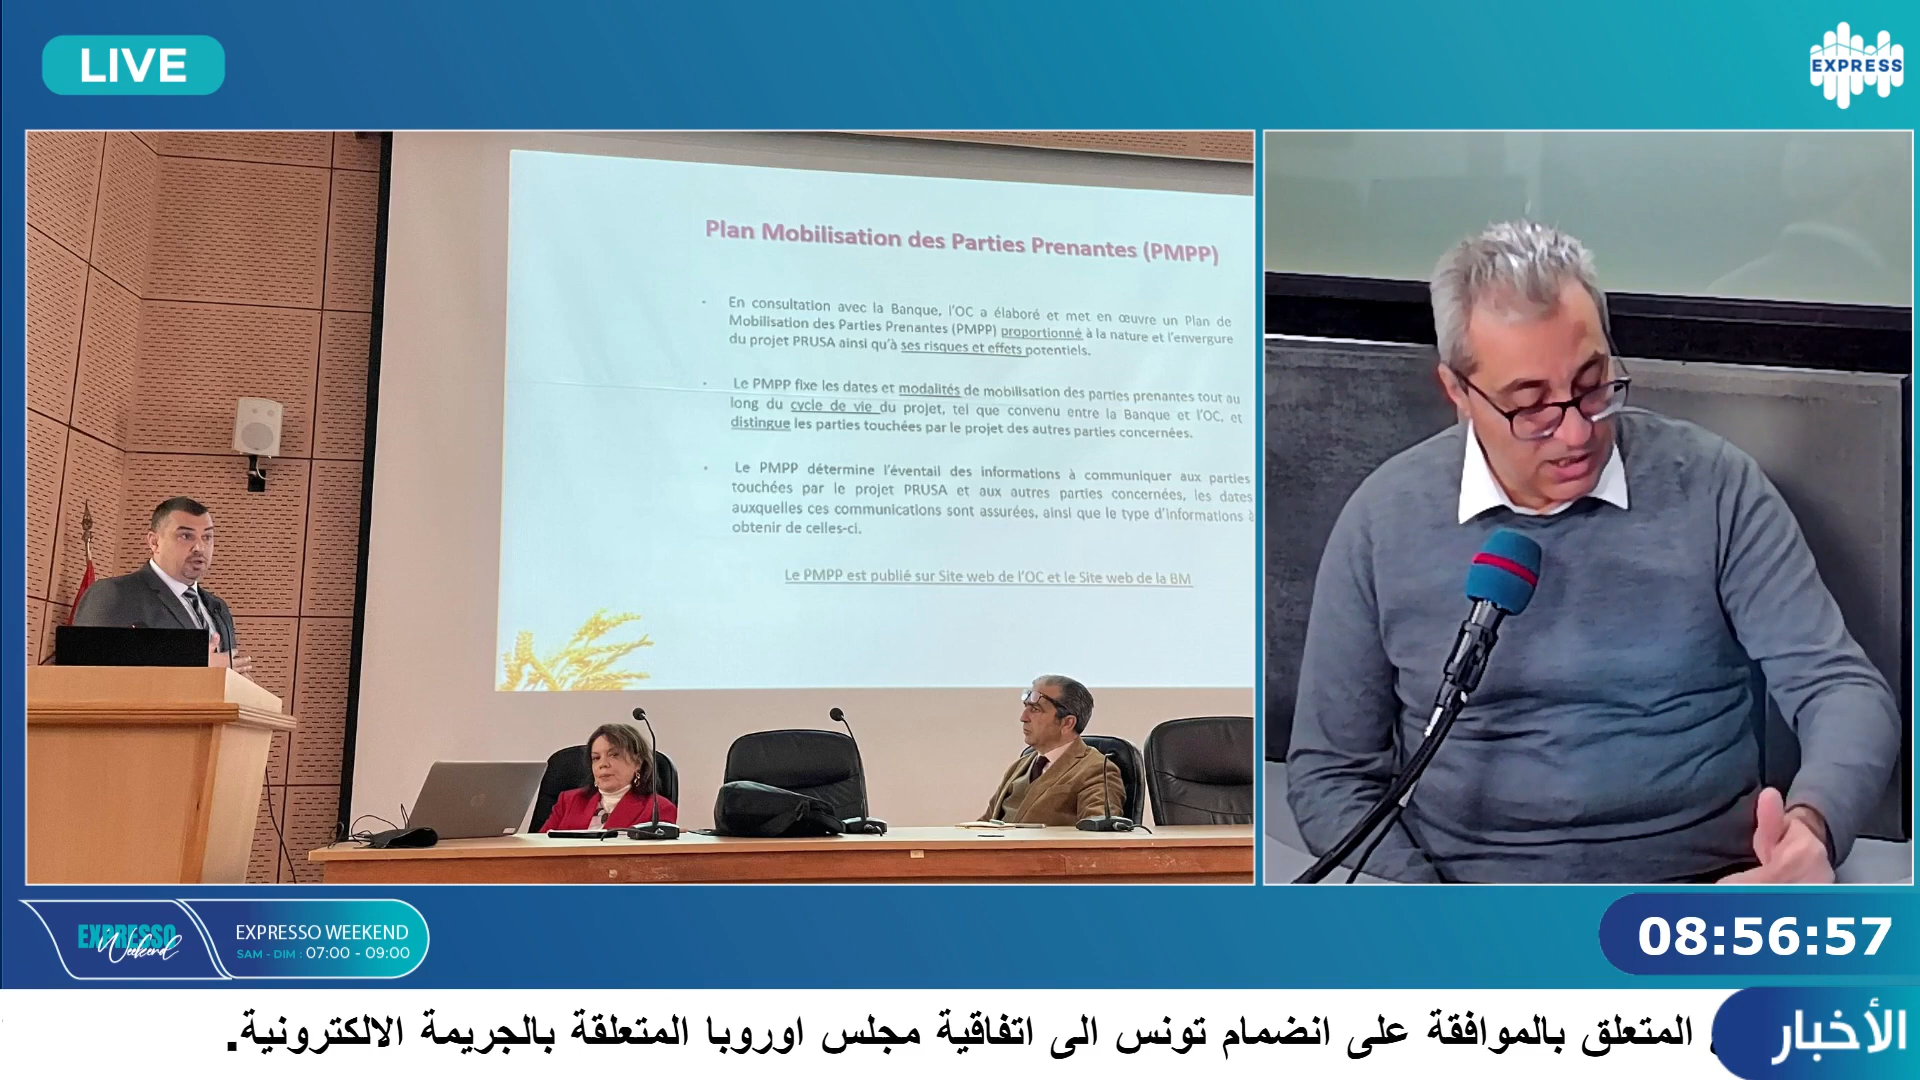 LIVE
EXPRESS
Plan Mobilisation des Parties Prenantes (PMPP)
En consultation avec la Banque, l'OC a élaboré et met en œuvre un Plan de
Mobilisation des Parties Prenantes (PMPP) proportionné à la nature et l'envergure
du projet PRUSA ainsi qu'à ses risques et effets potentiels.
Le PMPP fixe les dates et modalités de mobilisation des parties prenantes tout au
long du cycle de vie du projet, tel que convenu entre la Banque et l'OC, et
distingue les parties touchées par le projet des autres parties concernées.
Le PMPP détermine l'éventail des informations à communiquer aux parties
touchées par le projet PRUSA et aux autres parties concernées, les dates
auxquelles ces communications sont assurées, ainsi que le type d'informations à
obtenir de celles-ci.
Le PMPP est publié sur Site web de l'OC et le Site web de la BM
EXPRESSO
Weekend
EXPRESSO WEEKEND
SAM - DIM : 07:00 - 09:00
08:56:57
الأخبار
المتعلق بالموافقة على انضمام تونس الى اتفاقية مجلس اوروبا المتعلقة بالجريمة الالكترونية.